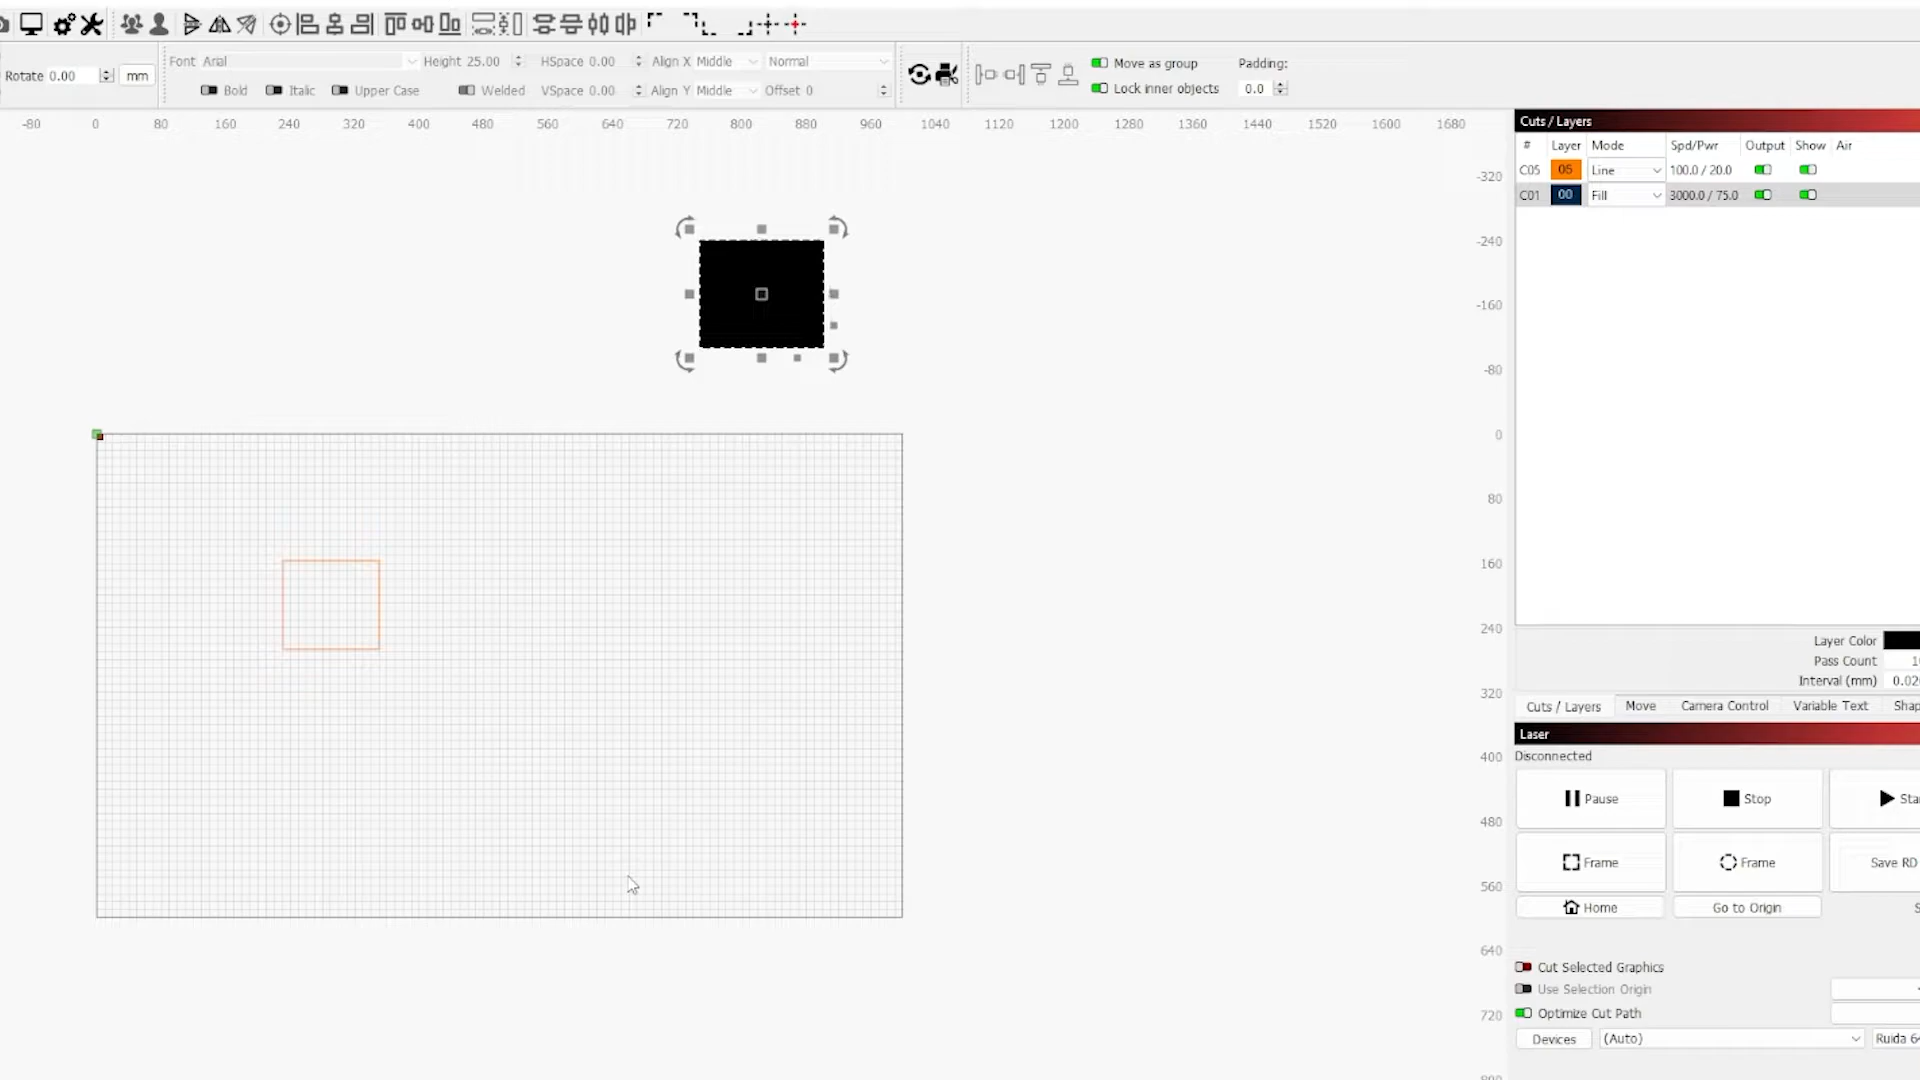 Rotate 0.00 mm
Font Arial Height 25.00 HSpace 0.00 Align X Middle Normal
Bold Italic Upper Case Welded VSpace 0.00 Align Y Middle Offset 0
Move as group Padding:
Lock inner objects 0.0
-80 0 80 160 240 320 400 480 560 640 720 800 880 960 1040 1120 1200 1280 1360 1440 1520 1600 1680
-320
-240
-160
-80
0
80
160
240
320
400
480
560
640
720
Cuts / Layers
# Layer Mode Spd/Pwr Output Show Air
C05 05 Line 100.0 / 20.0
C01 00 Fill 3000.0 / 75.0
Layer Color
Pass Count
Interval (mm)
Cuts / Layers Move Camera Control Variable Text Shap
Laser
Disconnected
Pause Stop Star
Frame Frame Save RD
Home Go to Origin
Cut Selected Graphics
Use Selection Origin
Optimize Cut Path
Devices (Auto) Ruida 64